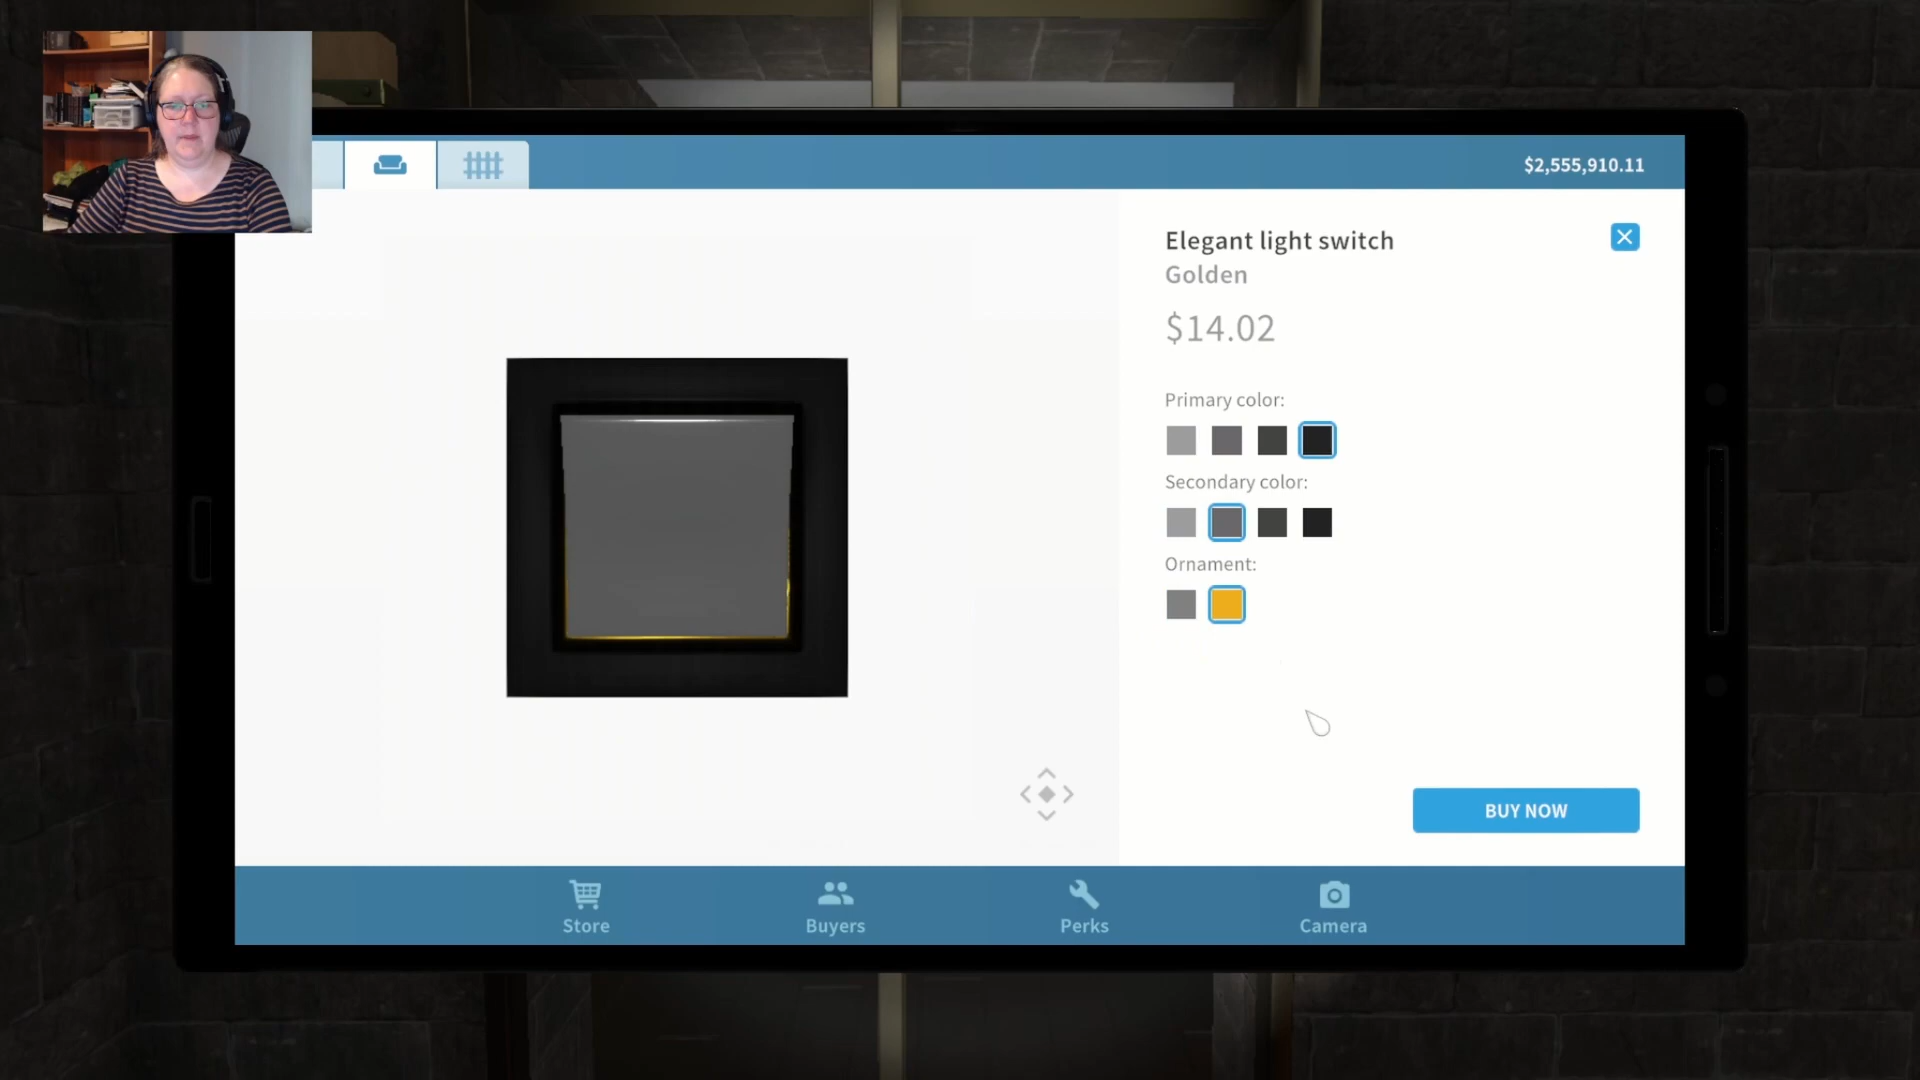 $2,555,910.11
Elegant light switch
Golden
$14.02
Primary color:
Secondary color:
Ornament:
BUY NOW
Store
Buyers
Perks
Camera